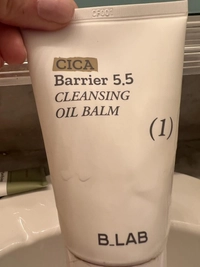 CICA
Barrier 5.5
CLEANSING
OIL BALM
(1)
B_LAB